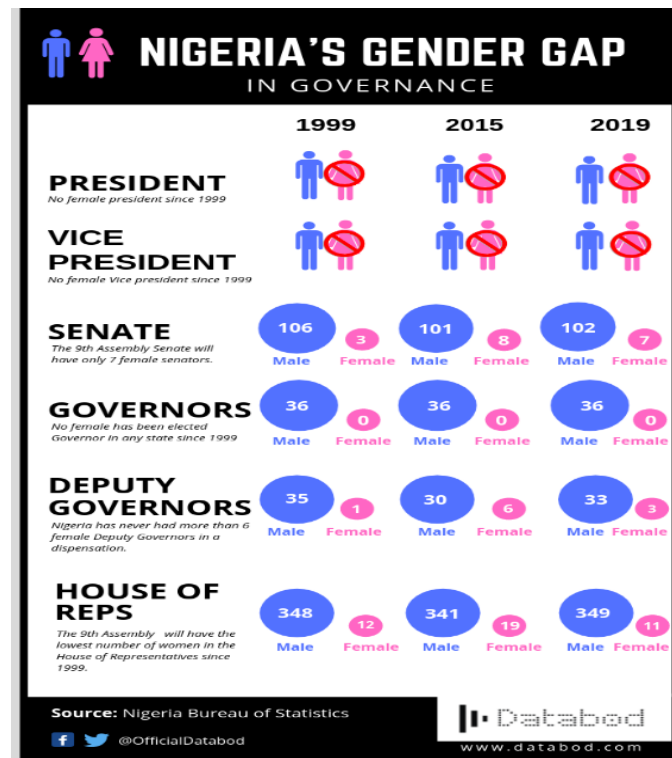 NIGERIA'S GENDER GAP
IN GOVERNANCE
1999 2015 2019
PRESIDENT
No female president since 1999
VICE
PRESIDENT
No female Vice president since 1999
SENATE
The 9th Assembly Senate will
have only 7 female senators.
106 3 101 8 102 7
Male Female Male Female Male Female
GOVERNORS
No female has been elected
Governor in any state since 1999
36 0 36 0 36 0
Male Female Male Female Male Female
DEPUTY
GOVERNORS
Nigeria has never had more than 6
female Deputy Governors in a
dispensation.
35 1 30 6 33 3
Male Female Male Female Male Female
HOUSE OF
REPS
The 9th Assembly will have the
lowest number of women in the
House of Representatives since
1999.
348 12 341 19 349 11
Male Female Male Female Male Female
Source: Nigeria Bureau of Statistics
f @OfficialDatabod
Databod
www.databod.com